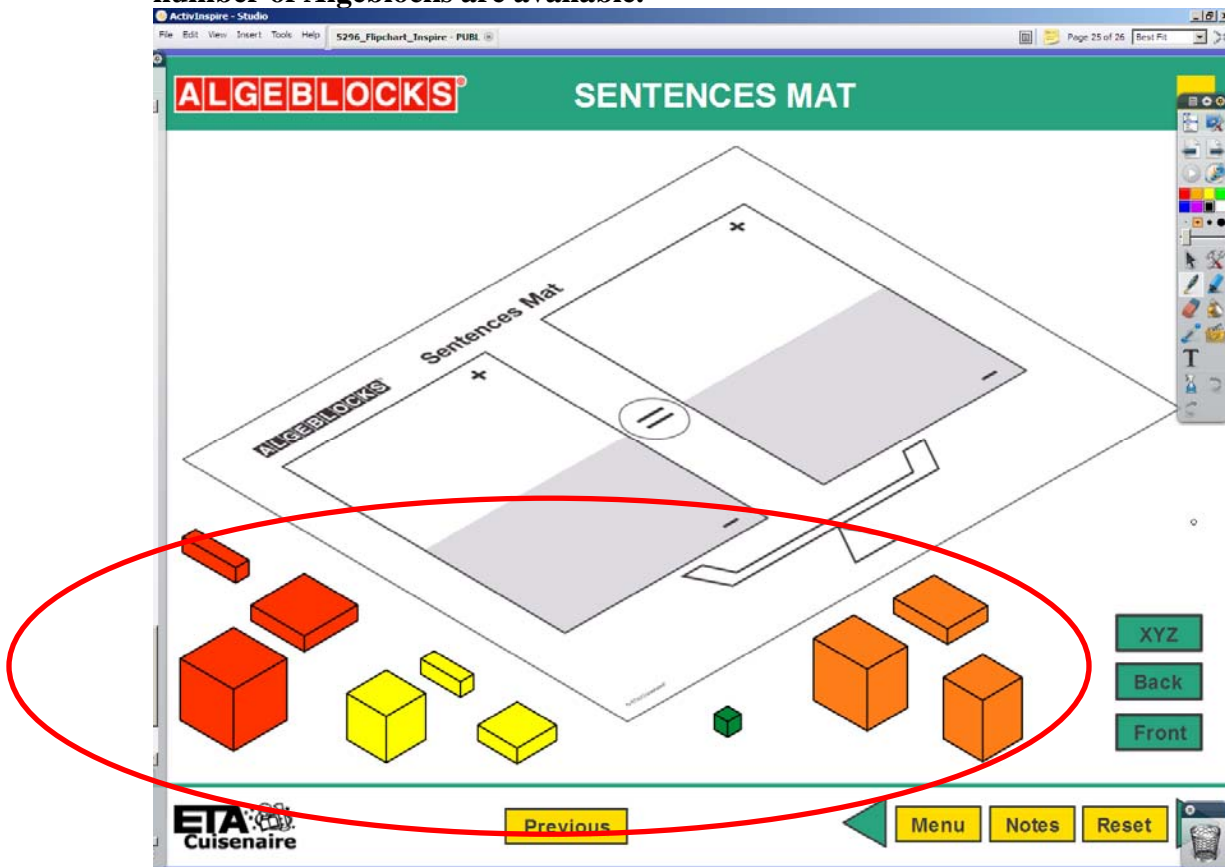 number of Algeblocks are available.
ActivInspire - Studio
File Edit View Insert Tools Help 5296_Flipchart_Inspire - PUBL
Page 25 of 26 Best Fit
ALGEBLOCKS®
SENTENCES MAT
+
Sentences Mat
+
ALGEBLOCKS
=
−
−
T
XYZ
Back
Front
ETA
Cuisenaire
Previous
Menu
Notes
Reset